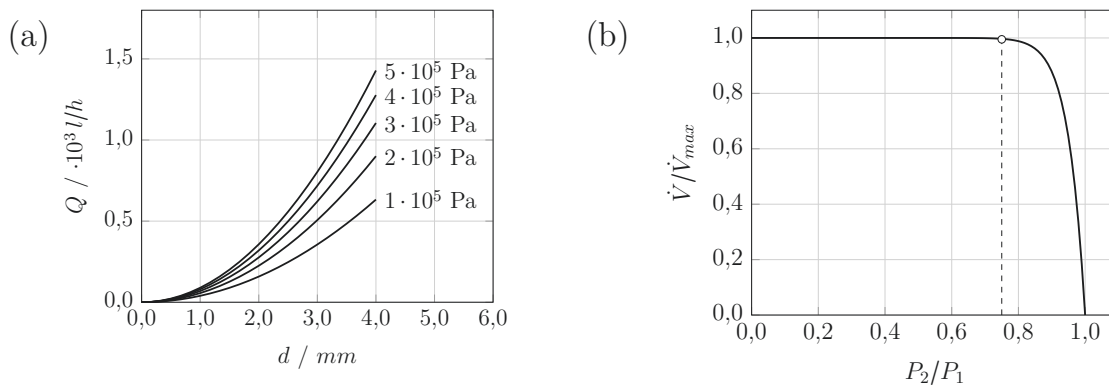 (a)
Q / ·10³ l/h
1,5
1,0
0,5
0,0
0,0 1,0 2,0 3,0 4,0 5,0 6,0
d / mm
5·10⁵ Pa
4·10⁵ Pa
3·10⁵ Pa
2·10⁵ Pa
1·10⁵ Pa
(b)
V̇/V̇max
1,0
0,8
0,6
0,4
0,2
0,0
0,0 0,2 0,4 0,6 0,8 1,0
P₂/P₁